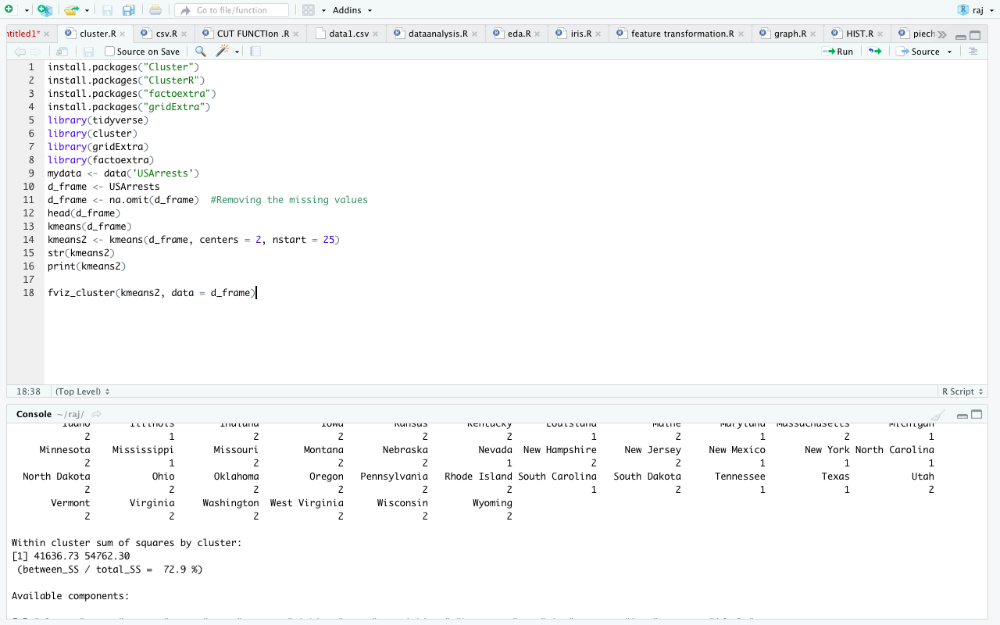 Go to file/function
Addins
raj
ntitled1*
cluster.R
csv.R
CUT FUNCTIon .R
data1.csv
dataanalysis.R
eda.R
iris.R
feature transformation.R
graph.R
HIST.R
piech
Source on Save
Run
Source
1 install.packages("Cluster")
2 install.packages("ClusterR")
3 install.packages("factoextra")
4 install.packages("gridExtra")
5 library(tidyverse)
6 library(cluster)
7 library(gridExtra)
8 library(factoextra)
9 mydata <- data('USArrests')
10 d_frame <- USArrests
11 d_frame <- na.omit(d_frame)  #Removing the missing values
12 head(d_frame)
13 kmeans(d_frame)
14 kmeans2 <- kmeans(d_frame, centers = 2, nstart = 25)
15 str(kmeans2)
16 print(kmeans2)
17
18 fviz_cluster(kmeans2, data = d_frame)
18:38 (Top Level) R Script
Console ~/raj/
Idaho Illinois Indiana Iowa Kansas Kentucky Louisiana Maine Maryland Massachusetts Michigan
2 1 2 2 2 2 1 2 1 2 1
Minnesota Mississippi Missouri Montana Nebraska Nevada New Hampshire New Jersey New Mexico New York North Carolina
2 1 2 2 2 1 2 2 1 1 1
North Dakota Ohio Oklahoma Oregon Pennsylvania Rhode Island South Carolina South Dakota Tennessee Texas Utah
2 2 2 2 2 2 1 2 1 1 2
Vermont Virginia Washington West Virginia Wisconsin Wyoming
2 2 2 2 2 2
Within cluster sum of squares by cluster:
[1] 41636.73 54762.30
(between_SS / total_SS =  72.9 %)
Available components: